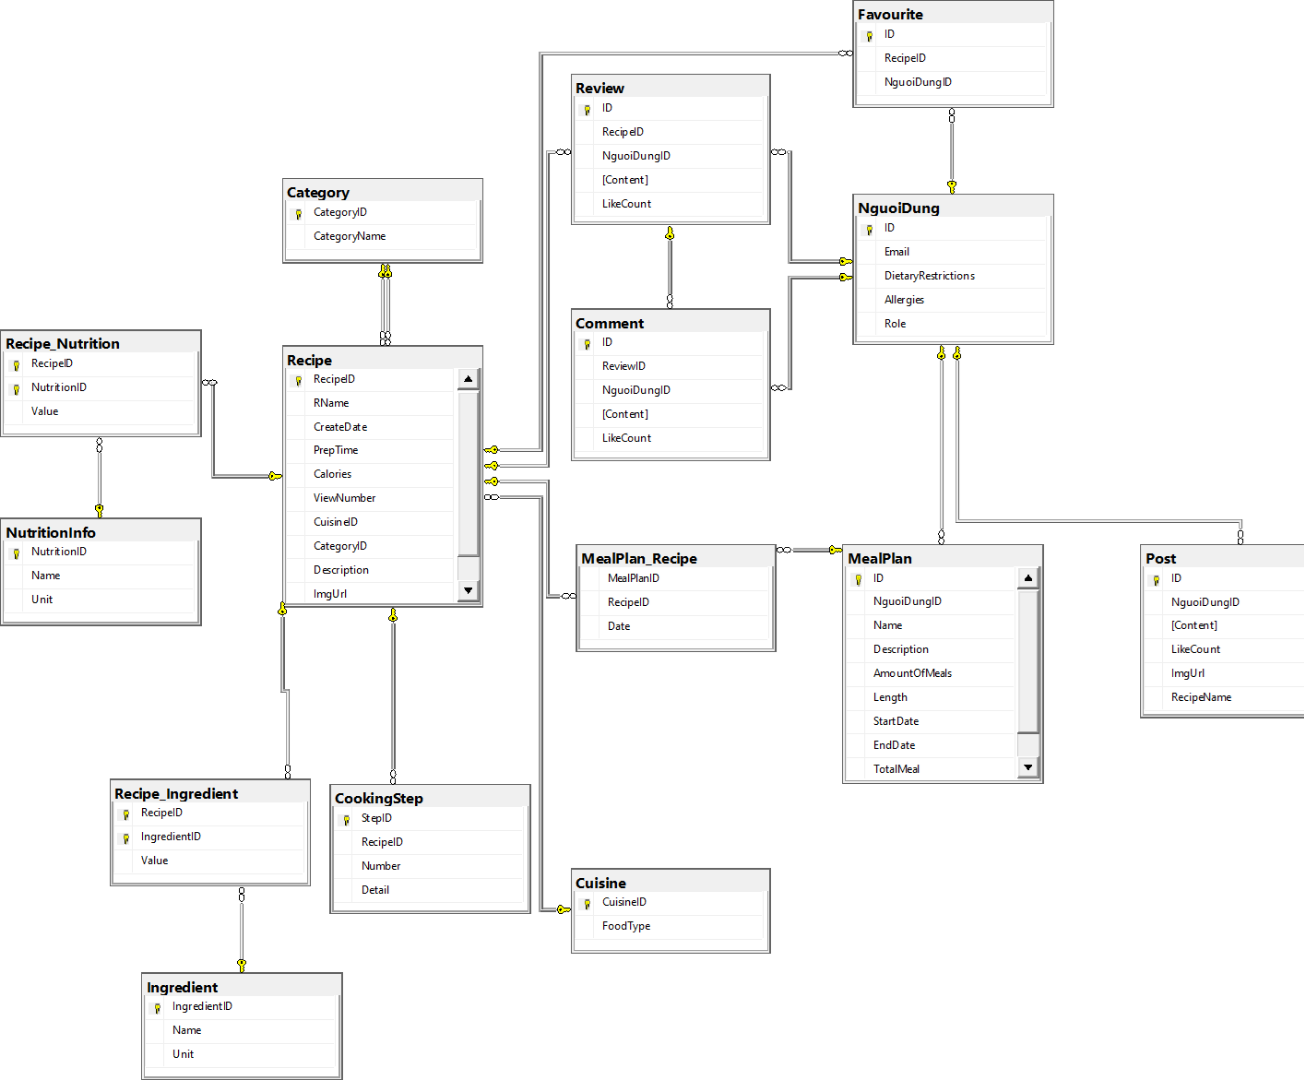 Favourite
ID
RecipeID
NguoiDungID
Review
ID
RecipeID
NguoiDungID
[Content]
LikeCount
Category
CategoryID
CategoryName
NguoiDung
ID
Email
DietaryRestrictions
Allergies
Role
Comment
ID
ReviewID
NguoiDungID
[Content]
LikeCount
Recipe_Nutrition
RecipeID
NutritionID
Value
Recipe
RecipeID
RName
CreateDate
PrepTime
Calories
ViewNumber
CuisineID
CategoryID
Description
ImgUrl
NutritionInfo
NutritionID
Name
Unit
MealPlan_Recipe
MealPlanID
RecipeID
Date
MealPlan
ID
NguoiDungID
Name
Description
AmountOfMeals
Length
StartDate
EndDate
TotalMeal
Post
ID
NguoiDungID
[Content]
LikeCount
ImgUrl
RecipeName
Recipe_Ingredient
RecipeID
IngredientID
Value
CookingStep
StepID
RecipeID
Number
Detail
Cuisine
CuisineID
FoodType
Ingredient
IngredientID
Name
Unit